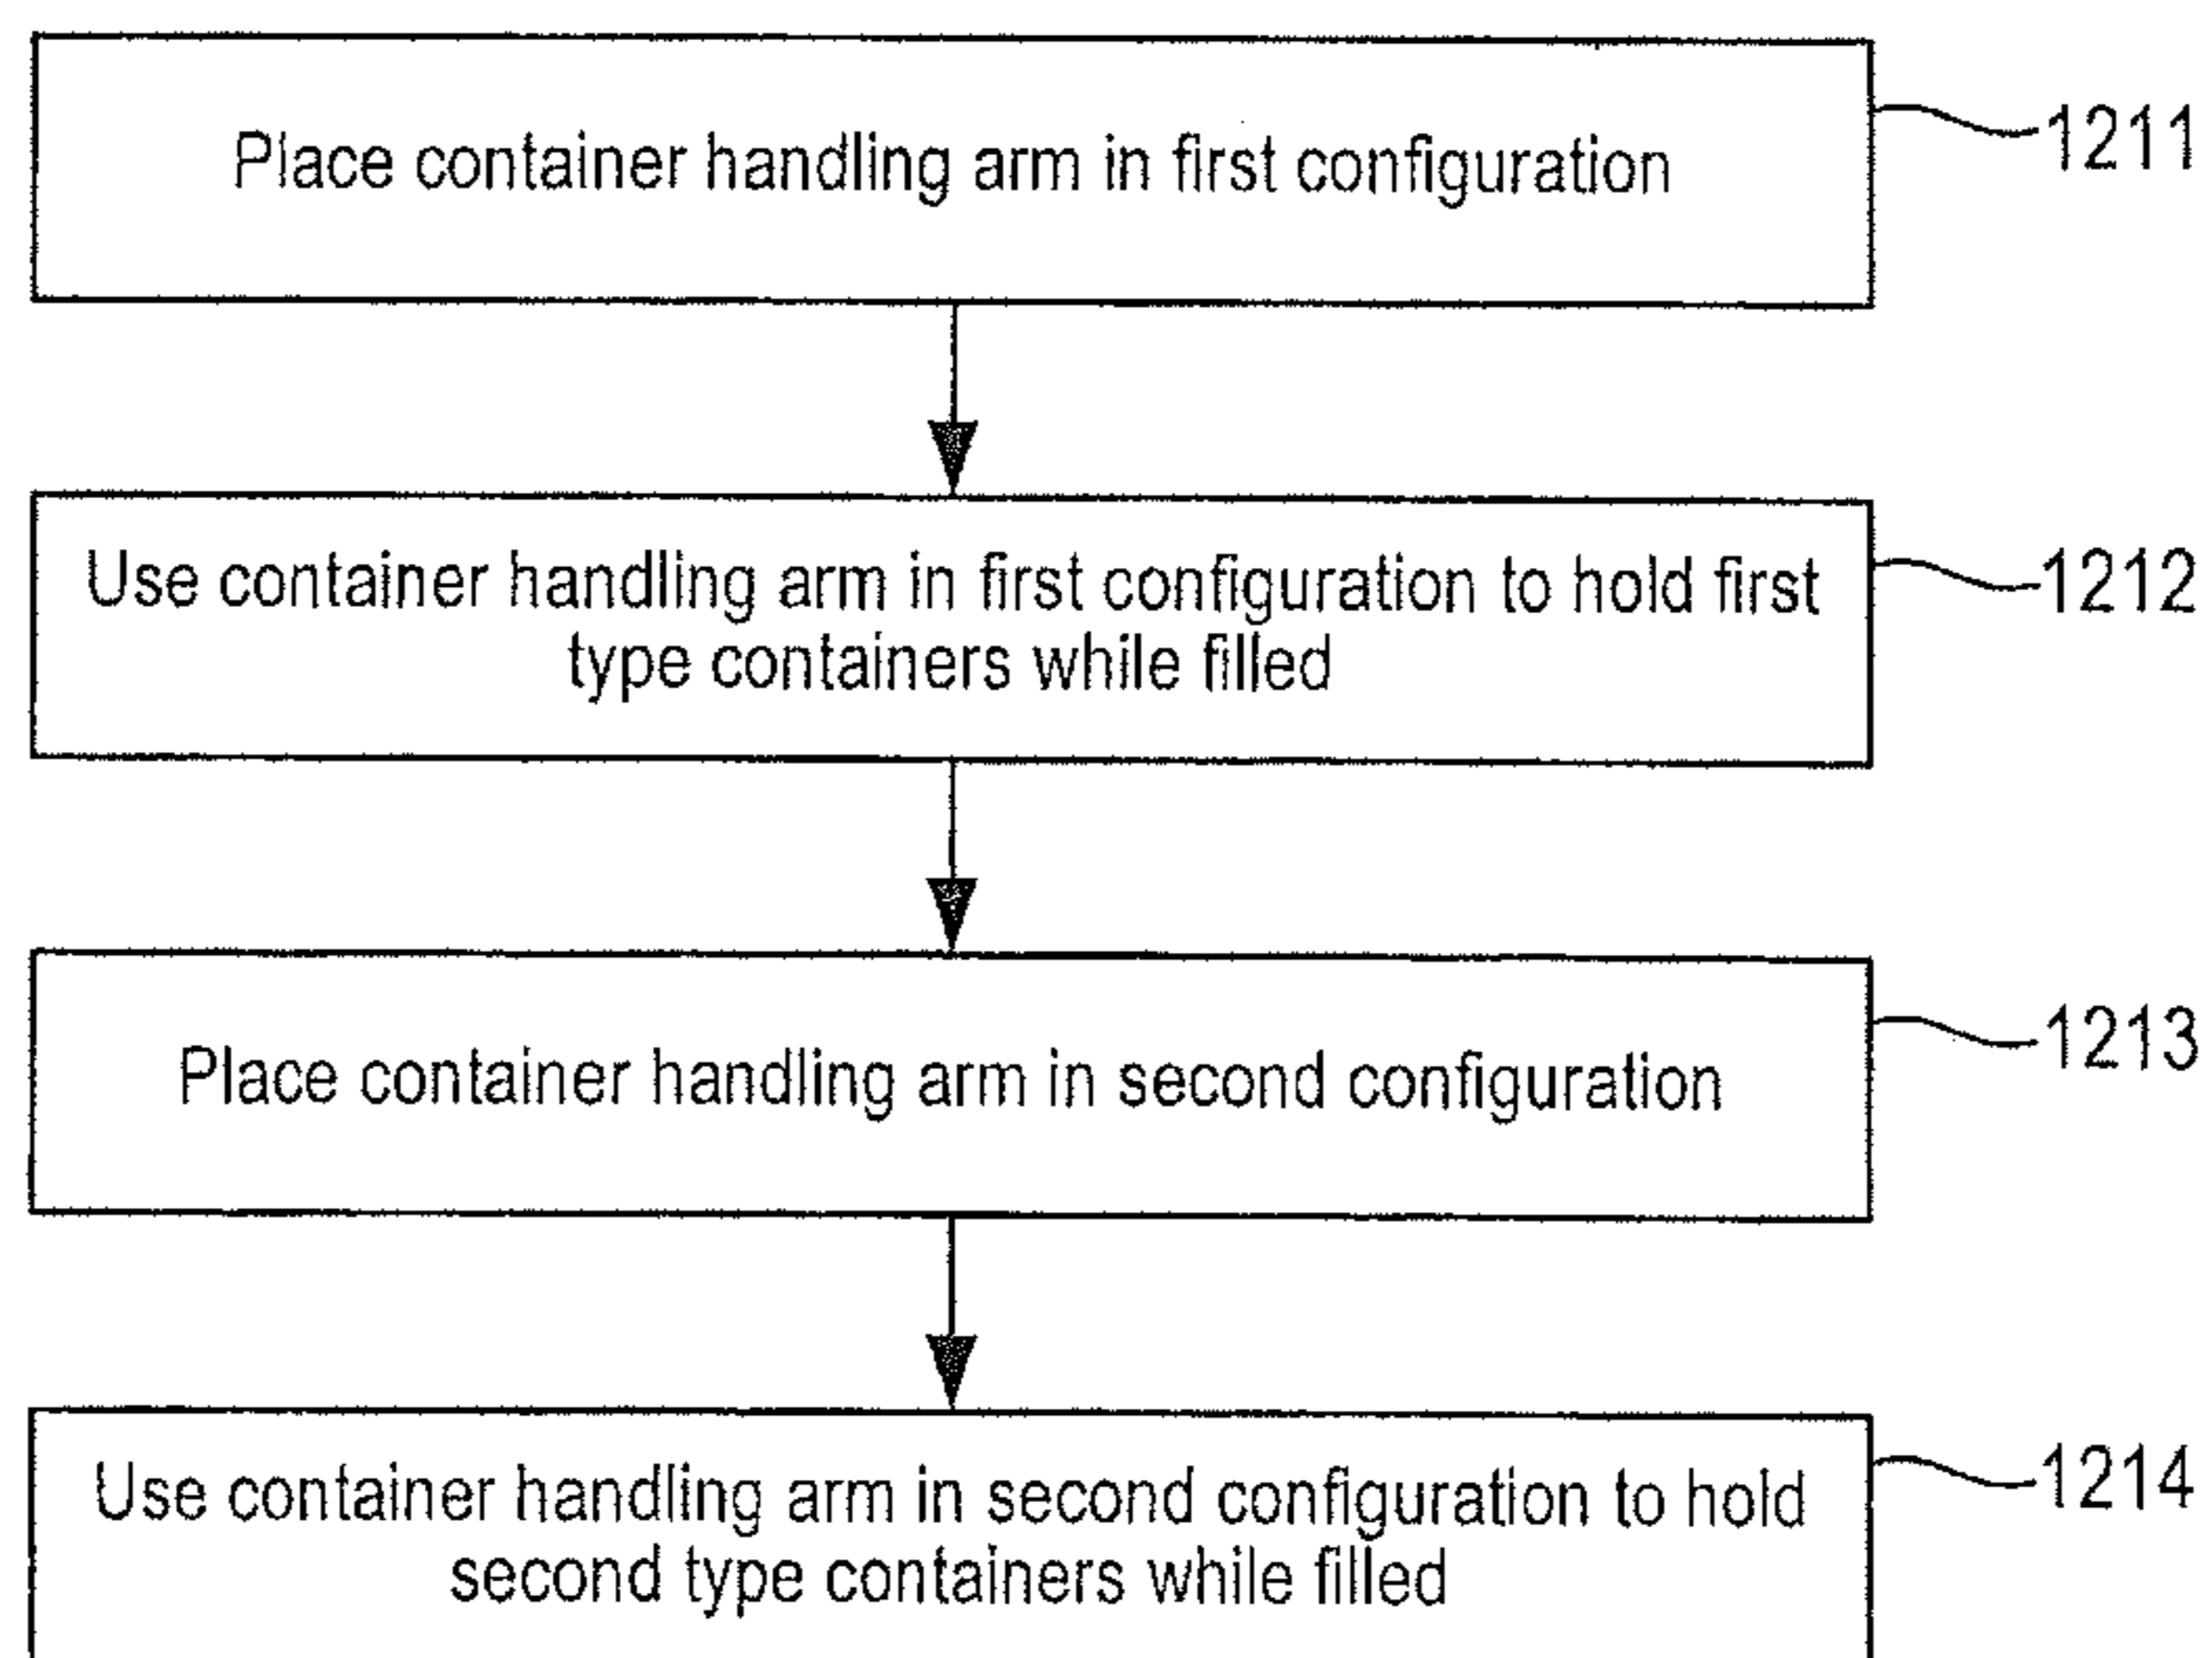 Place container handling arm in first configuration
1211
Use container handling arm in first configuration to hold first
type containers while filled
1212
Place container handling arm in second configuration
1213
Use container handling arm in second configuration to hold
second type containers while filled
1214